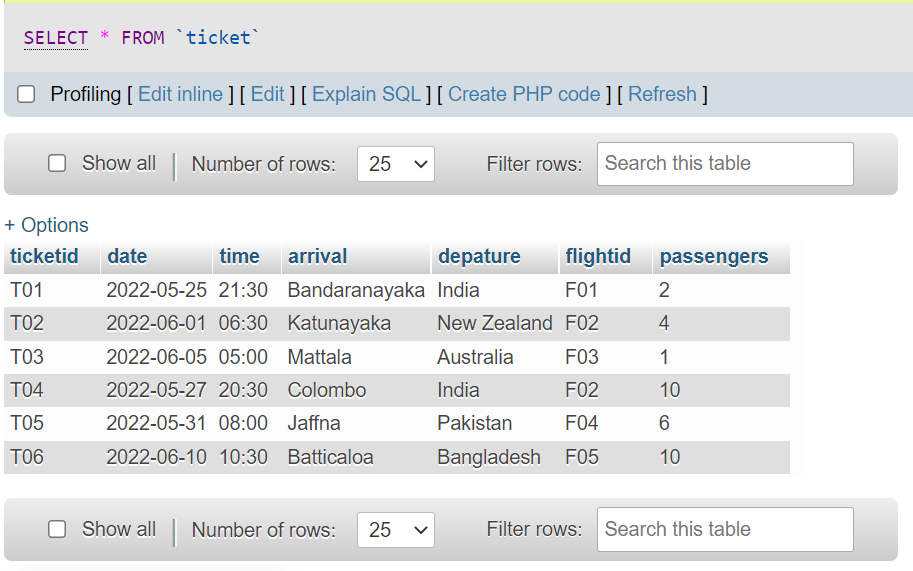 SELECT * FROM `ticket`
Profiling [ Edit inline ] [ Edit ] [ Explain SQL ] [ Create PHP code ] [ Refresh ]
Show all | Number of rows: 25 Filter rows: Search this table
+ Options
ticketid date time arrival depature flightid passengers
T01 2022-05-25 21:30 Bandaranayaka India F01 2
T02 2022-06-01 06:30 Katunayaka New Zealand F02 4
T03 2022-06-05 05:00 Mattala Australia F03 1
T04 2022-05-27 20:30 Colombo India F02 10
T05 2022-05-31 08:00 Jaffna Pakistan F04 6
T06 2022-06-10 10:30 Batticaloa Bangladesh F05 10
Show all | Number of rows: 25 Filter rows: Search this table